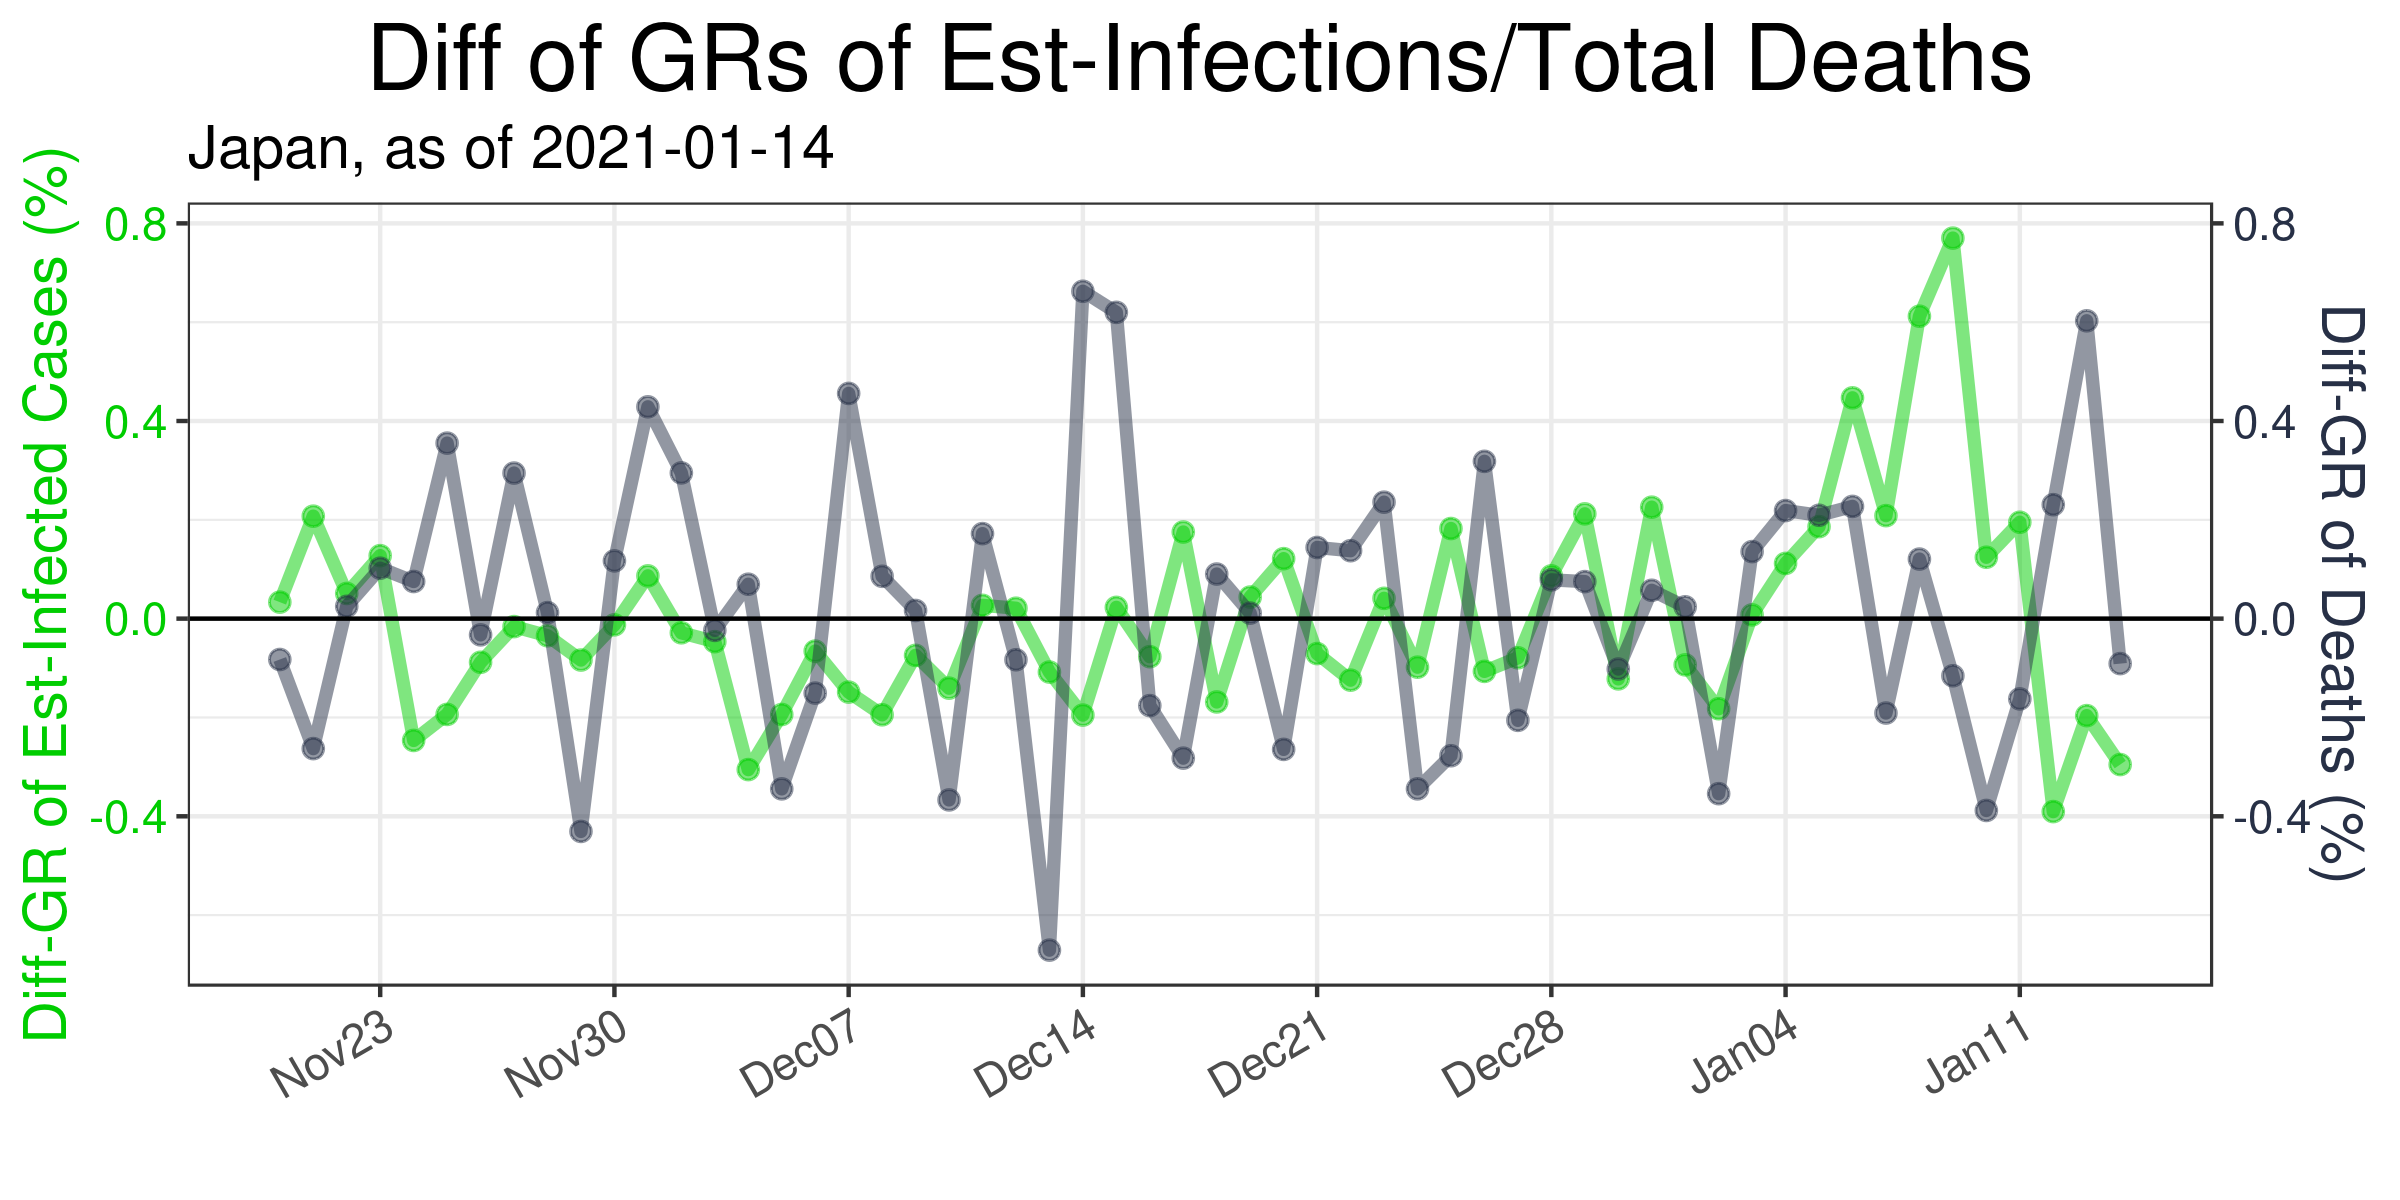 Diff of GRs of Est-Infections/Total Deaths
Japan, as of 2021-01-14
Diff-GR of Est-Infected Cases (%)
0.8
0.4
0.0
-0.4
0.8
0.4
0.0
-0.4
Diff-GR of Deaths (%)
Nov23
Nov30
Dec07
Dec14
Dec21
Dec28
Jan04
Jan11